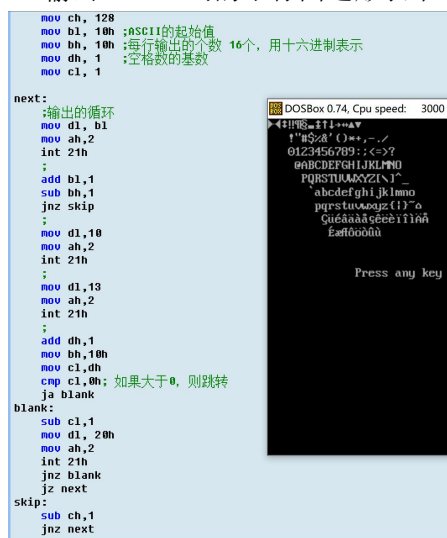 mov ch, 128
mov bl, 10h ;ASCII的起始值
mov bh, 10h ;每行输出的个数 16个，用十六进制表示
mov dh, 1 ;空格数的基数
mov cl, 1
next:
;输出的循环
mov dl, bl
mov ah,2
int 21h
;
add bl,1
sub bh,1
jnz skip
mov dl,10
mov ah,2
int 21h
;
mov dl,13
mov ah,2
int 21h
;
add dh,1
mov bh,10h
mov cl,dh
cmp cl,0h; 如果大于0，则跳转
ja blank
blank:
sub cl,1
mov dl, 20h
mov ah,2
int 21h
jnz blank
jz next
skip:
sub ch,1
jnz next
DOSBox 0.74, Cpu speed: 3000
►◄↕‼¶§▬↨↑↓→↔▲▼
!"#$%&'()*+,-./
0123456789:;<=>?
@ABCDEFGHIJKLMNO
PQRSTUVWXYZ[\]^_
`abcdefghijklmno
pqrstuvwxyz{|}~⌂
ÇüéâäàåçêëèïîìÄÅ
ÉæÆôöòûù
Press any key